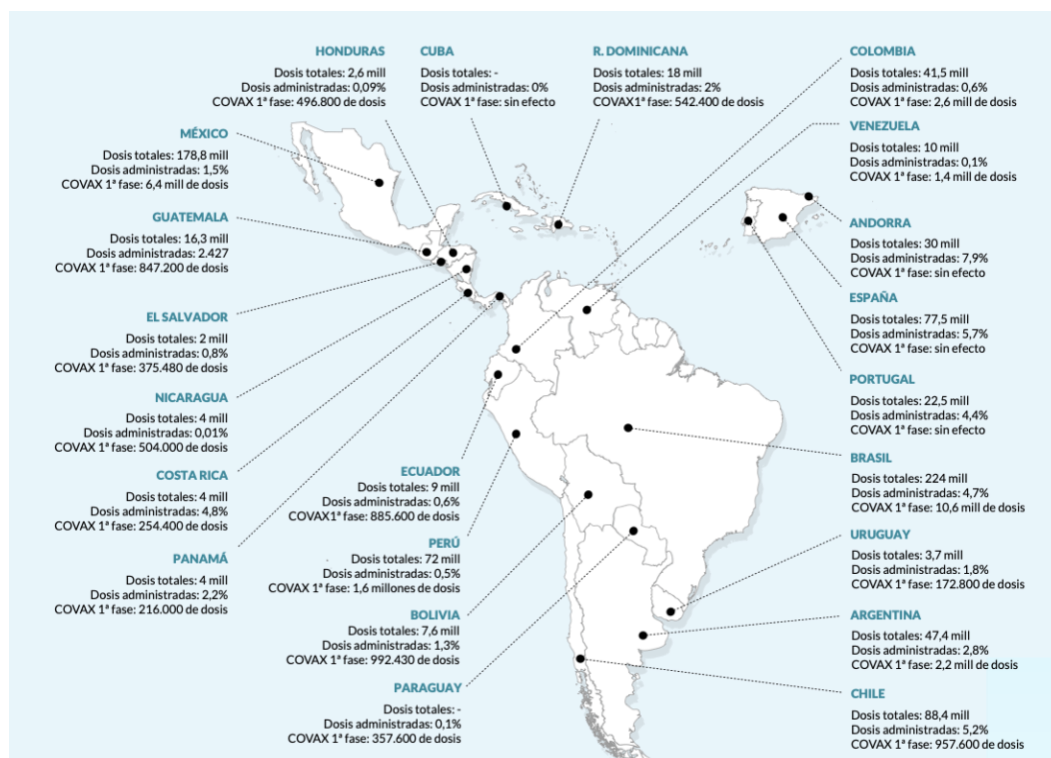 HONDURAS
Dosis totales: 2,6 mill
Dosis administradas: 0,09%
COVAX 1ª fase: 496.800 de dosis
CUBA
Dosis totales: -
Dosis administradas: 0%
COVAX 1ª fase: sin efecto
R. DOMINICANA
Dosis totales: 18 mill
Dosis administradas: 2%
COVAX1ª fase: 542.400 de dosis
COLOMBIA
Dosis totales: 41,5 mill
Dosis administradas: 0,6%
COVAX 1ª fase: 2,6 mill de dosis
MÉXICO
Dosis totales: 178,8 mill
Dosis administradas: 1,5%
COVAX 1ª fase: 6,4 mill de dosis
VENEZUELA
Dosis totales: 10 mill
Dosis administradas: 0,1%
COVAX 1ª fase: 1,4 mill de dosis
GUATEMALA
Dosis totales: 16,3 mill
Dosis administradas: 2.427
COVAX 1ª fase: 847.200 de dosis
ANDORRA
Dosis totales: 30 mill
Dosis administradas: 7,9%
COVAX 1ª fase: sin efecto
EL SALVADOR
Dosis totales: 2 mill
Dosis administradas: 0,8%
COVAX 1ª fase: 375.480 de dosis
ESPAÑA
Dosis totales: 77,5 mill
Dosis administradas: 5,7%
COVAX 1ª fase: sin efecto
NICARAGUA
Dosis totales: 4 mill
Dosis administradas: 0,01%
COVAX 1ª fase: 504.000 de dosis
PORTUGAL
Dosis totales: 22,5 mill
Dosis administradas: 4,4%
COVAX 1ª fase: sin efecto
COSTA RICA
Dosis totales: 4 mill
Dosis administradas: 4,8%
COVAX 1ª fase: 254.400 de dosis
ECUADOR
Dosis totales: 9 mill
Dosis administradas: 0,6%
COVAX1ª fase: 885.600 de dosis
BRASIL
Dosis totales: 224 mill
Dosis administradas: 4,7%
COVAX 1ª fase: 10,6 mill de dosis
PANAMÁ
Dosis totales: 4 mill
Dosis administradas: 2,2%
COVAX 1ª fase: 216.000 de dosis
PERÚ
Dosis totales: 72 mill
Dosis administradas: 0,5%
COVAX 1ª fase: 1,6 millones de dosis
URUGUAY
Dosis totales: 3,7 mill
Dosis administradas: 1,8%
COVAX 1ª fase: 172.800 de dosis
BOLIVIA
Dosis totales: 7,6 mill
Dosis administradas: 1,3%
COVAX 1ª fase: 992.430 de dosis
ARGENTINA
Dosis totales: 47,4 mill
Dosis administradas: 2,8%
COVAX 1ª fase: 2,2 mill de dosis
PARAGUAY
Dosis totales: -
Dosis administradas: 0,1%
COVAX 1ª fase: 357.600 de dosis
CHILE
Dosis totales: 88,4 mill
Dosis administradas: 5,2%
COVAX 1ª fase: 957.600 de dosis